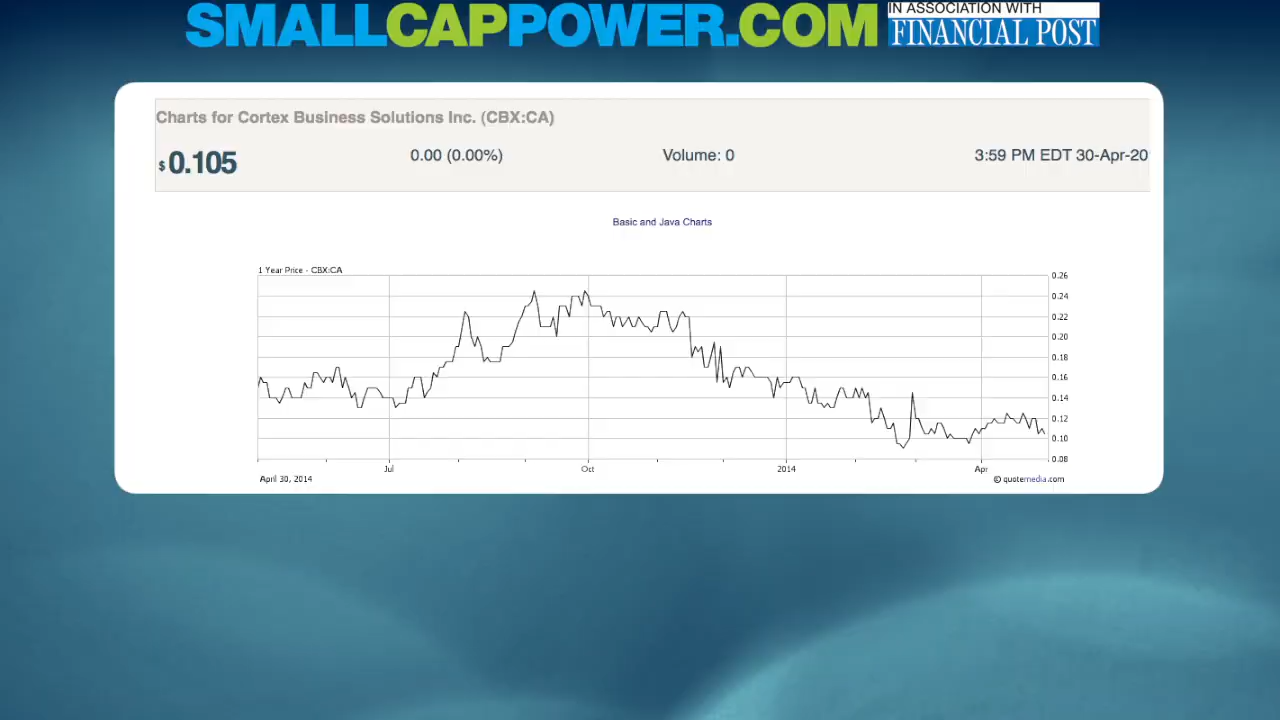 SMALLCAPPOWER.COM
IN ASSOCIATION WITH
FINANCIAL POST
Charts for Cortex Business Solutions Inc. (CBX:CA)
$0.105 0.00 (0.00%) Volume: 0 3:59 PM EDT 30-Apr-20
Basic and Java Charts
1 Year Price - CBX:CA
0.26
0.24
0.22
0.20
0.18
0.16
0.14
0.12
0.10
0.08
Jul Oct 2014 Apr
April 30, 2014 © quotemedia.com